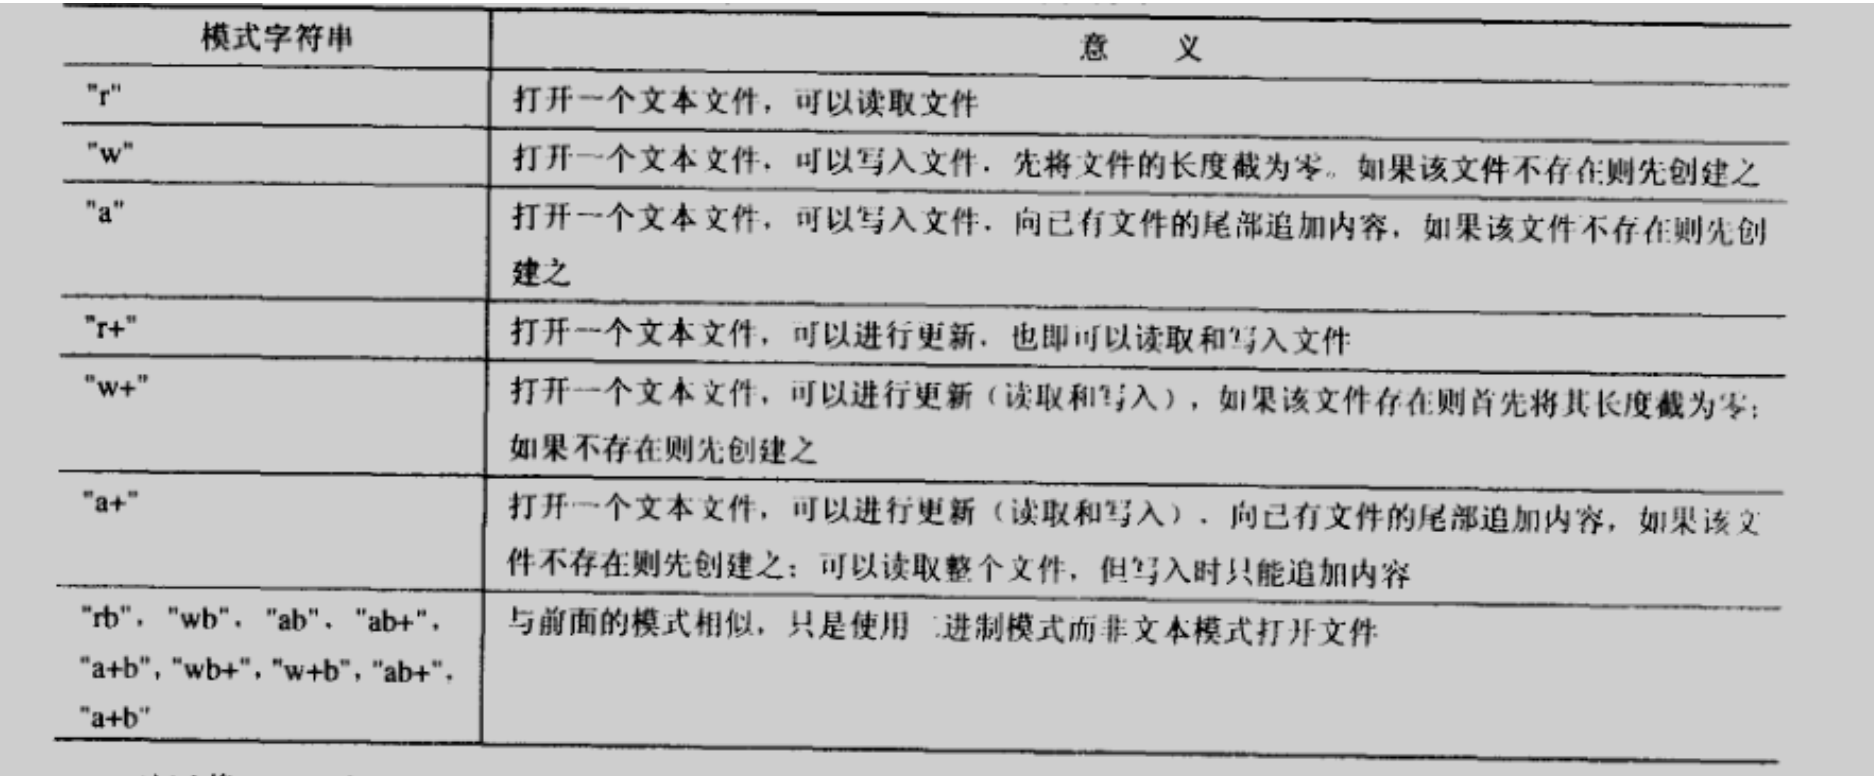 模式字符串 意 义
"r" 打开一个文本文件，可以读取文件
"w" 打开一个文本文件，可以写入文件，先将文件的长度截为零。如果该文件不存在则先创建之
"a" 打开一个文本文件，可以写入文件，向已有文件的尾部追加内容，如果该文件不存在则先创
建之
"r+" 打开一个文本文件，可以进行更新，也即可以读取和写入文件
"w+" 打开一个文本文件，可以进行更新（读取和写入），如果该文件存在则首先将其长度截为零；
如果不存在则先创建之
"a+" 打开一个文本文件，可以进行更新（读取和写入），向已有文件的尾部追加内容，如果该文
件不存在则先创建之；可以读取整个文件，但写入时只能追加内容
"rb"、"wb"、"ab"、"ab+"、 与前面的模式相似，只是使用二进制模式而非文本模式打开文件
"a+b", "wb+", "w+b", "ab+"、
"a+b"